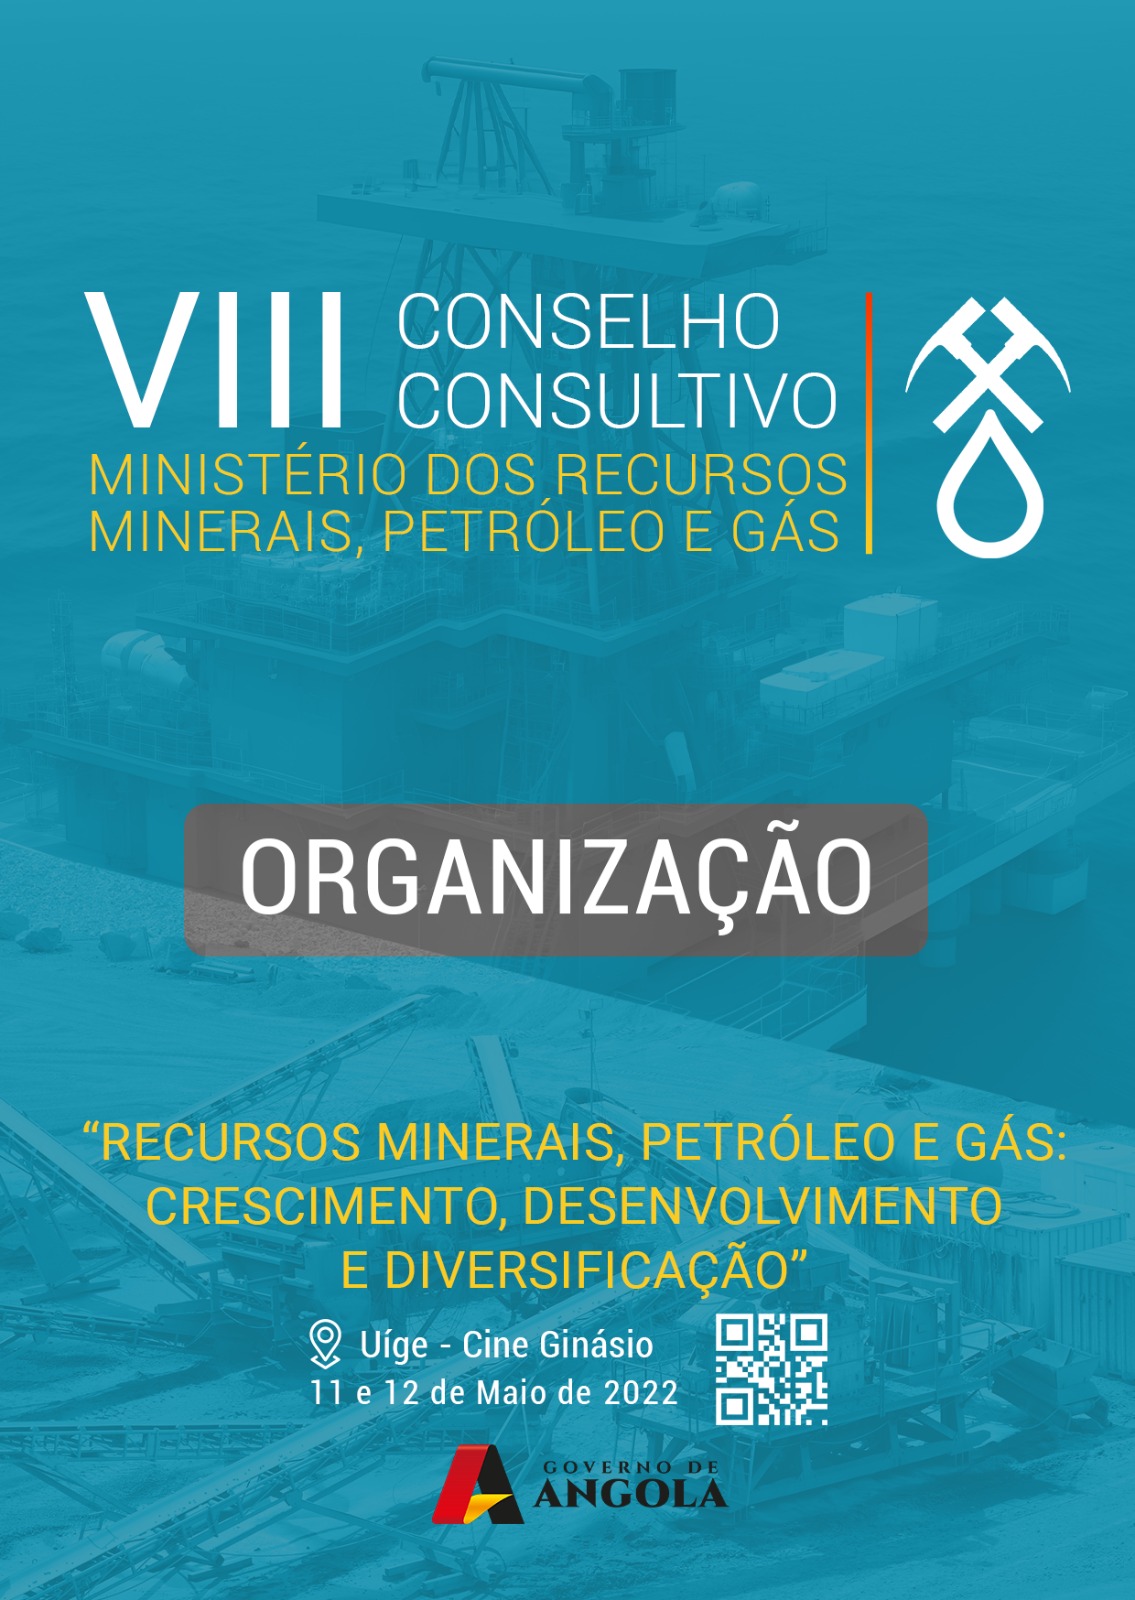 VIII CONSELHO
CONSULTIVO
MINISTÉRIO DOS RECURSOS
MINERAIS, PETRÓLEO E GÁS
ORGANIZAÇÃO
“RECURSOS MINERAIS, PETRÓLEO E GÁS:
CRESCIMENTO, DESENVOLVIMENTO
E DIVERSIFICAÇÃO”
Uíge - Cine Ginásio
11 e 12 de Maio de 2022
GOVERNO DE
ANGOLA